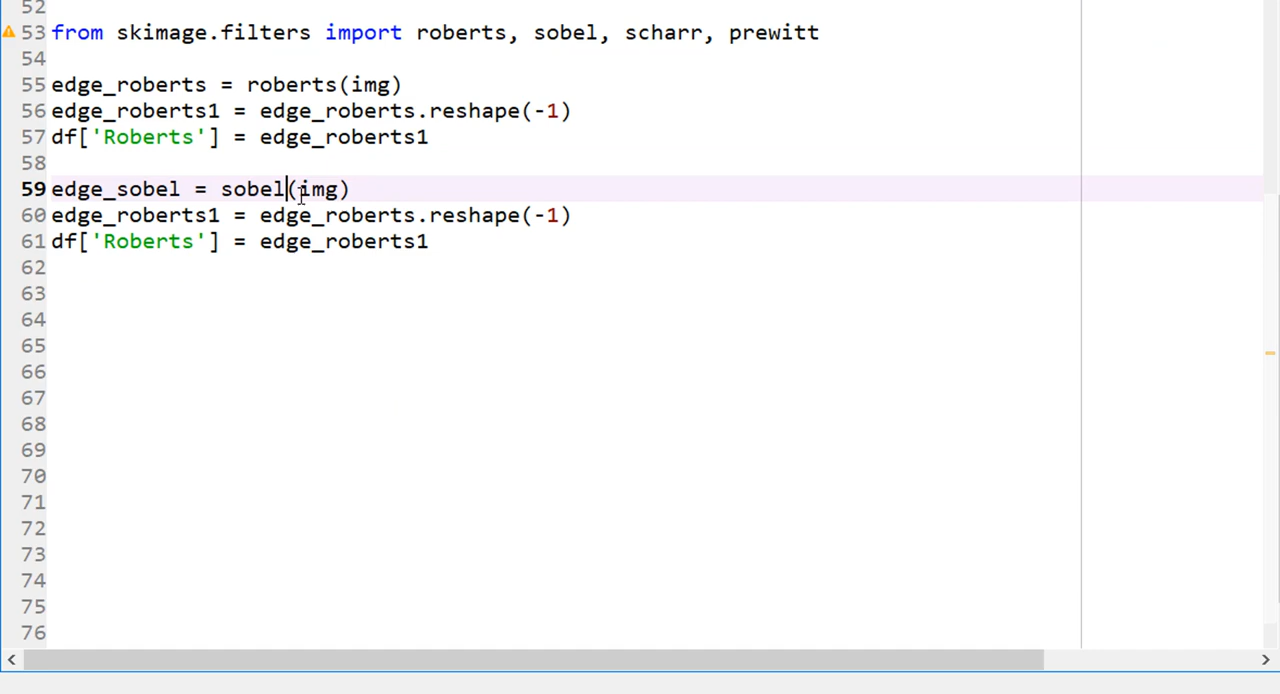 52
53 from skimage.filters import roberts, sobel, scharr, prewitt
54
55 edge_roberts = roberts(img)
56 edge_roberts1 = edge_roberts.reshape(-1)
57 df['Roberts'] = edge_roberts1
58
59 edge_sobel = sobel(img)
60 edge_roberts1 = edge_roberts.reshape(-1)
61 df['Roberts'] = edge_roberts1
62
63
64
65
66
67
68
69
70
71
72
73
74
75
76